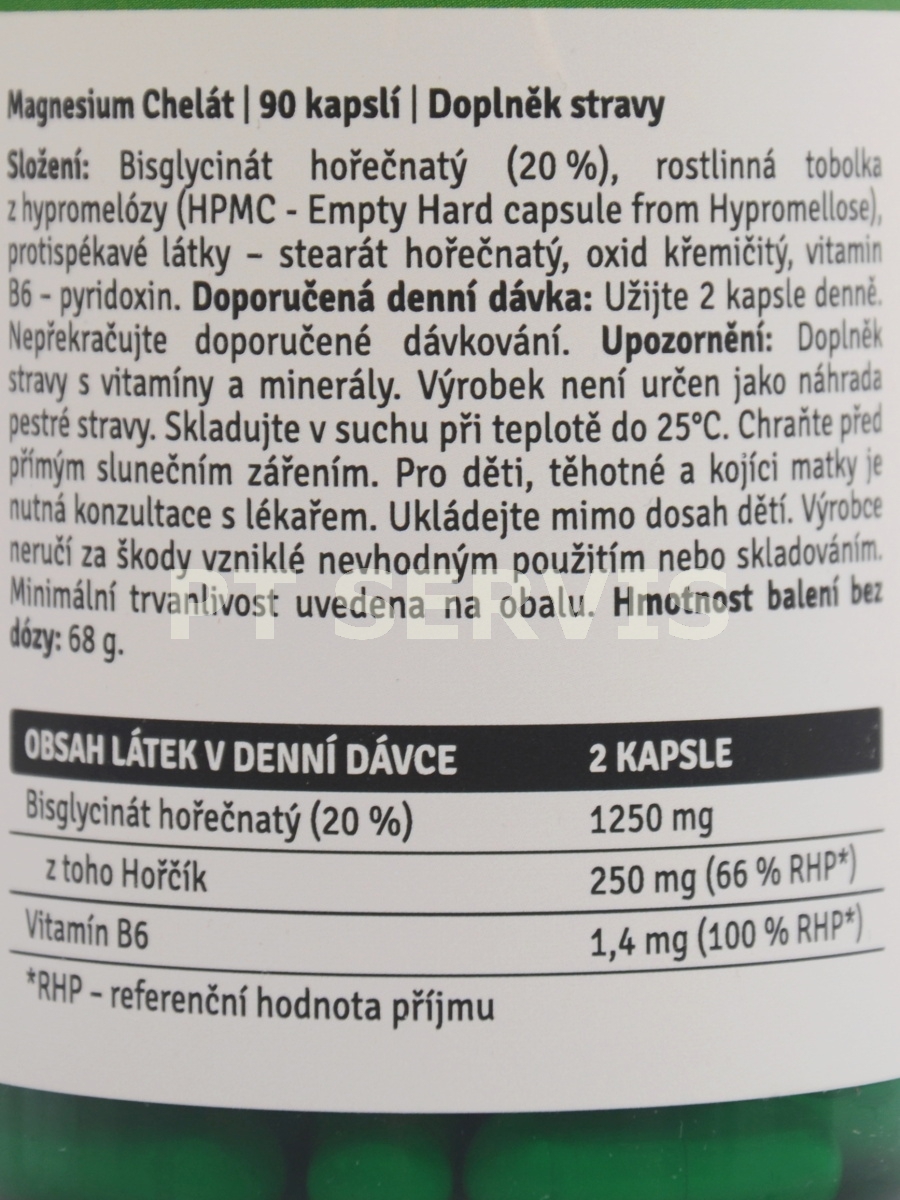 Magnesium Chelát | 90 kapslí | Doplněk stravy
Složení: Bisglycinát hořečnatý (20 %), rostlinná tobolka
z hypromelózy (HPMC - Empty Hard capsule from Hypromellose),
protispékavé látky – stearát hořečnatý, oxid křemičitý, vitamin
B6 - pyridoxin. Doporučená denní dávka: Užijte 2 kapsle denně.
Nepřekračujte doporučené dávkování. Upozornění: Doplněk
stravy s vitamíny a minerály. Výrobek není určen jako náhrada
pestré stravy. Skladujte v suchu při teplotě do 25°C. Chraňte před
přímým slunečním zářením. Pro děti, těhotné a kojíci matky je
nutná konzultace s lékařem. Ukládejte mimo dosah dětí. Výrobce
neručí za škody vzniklé nevhodným použitím nebo skladováním.
Minimální trvanlivost uvedena na obalu. Hmotnost balení bez
dózy: 68 g.
PT SERVIS
OBSAH LÁTEK V DENNÍ DÁVCE 2 KAPSLE
Bisglycinát hořečnatý (20 %) 1250 mg
z toho Hořčík 250 mg (66 % RHP*)
Vitamín B6 1,4 mg (100 % RHP*)
*RHP – referenční hodnota příjmu